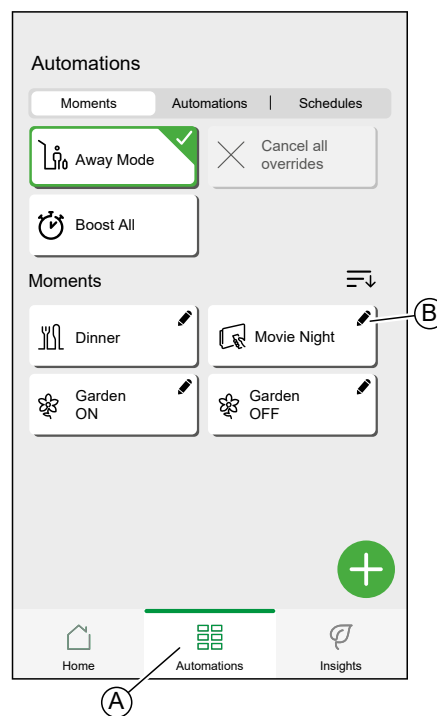 Automations
Moments Automations | Schedules
Away Mode
Cancel all
overrides
Boost All
Moments
B
Dinner
Movie Night
Garden
ON
Garden
OFF
Home Automations Insights
A